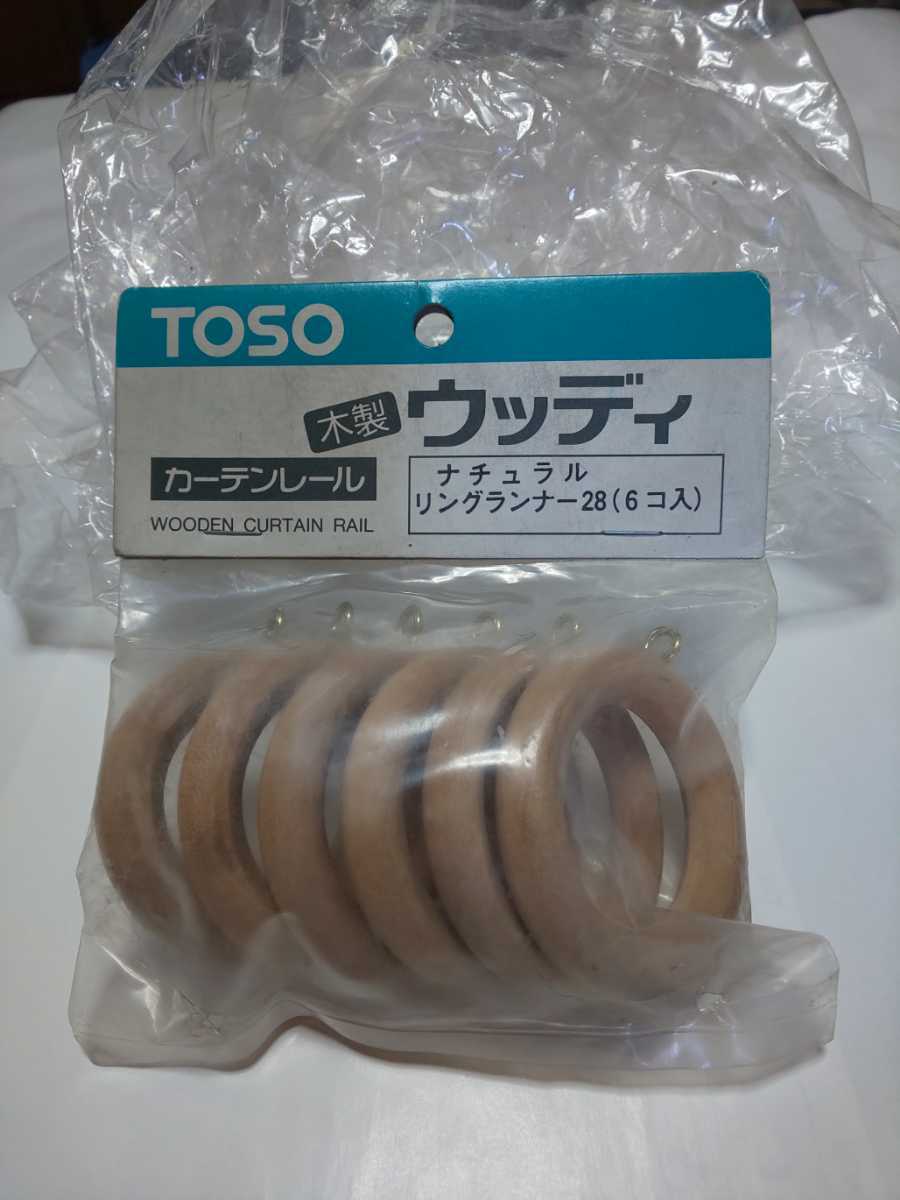 TOSO
木製 ウッディ
カーテンレール
WOODEN CURTAIN RAIL
ナチュラル
リングランナー28(6コ入)